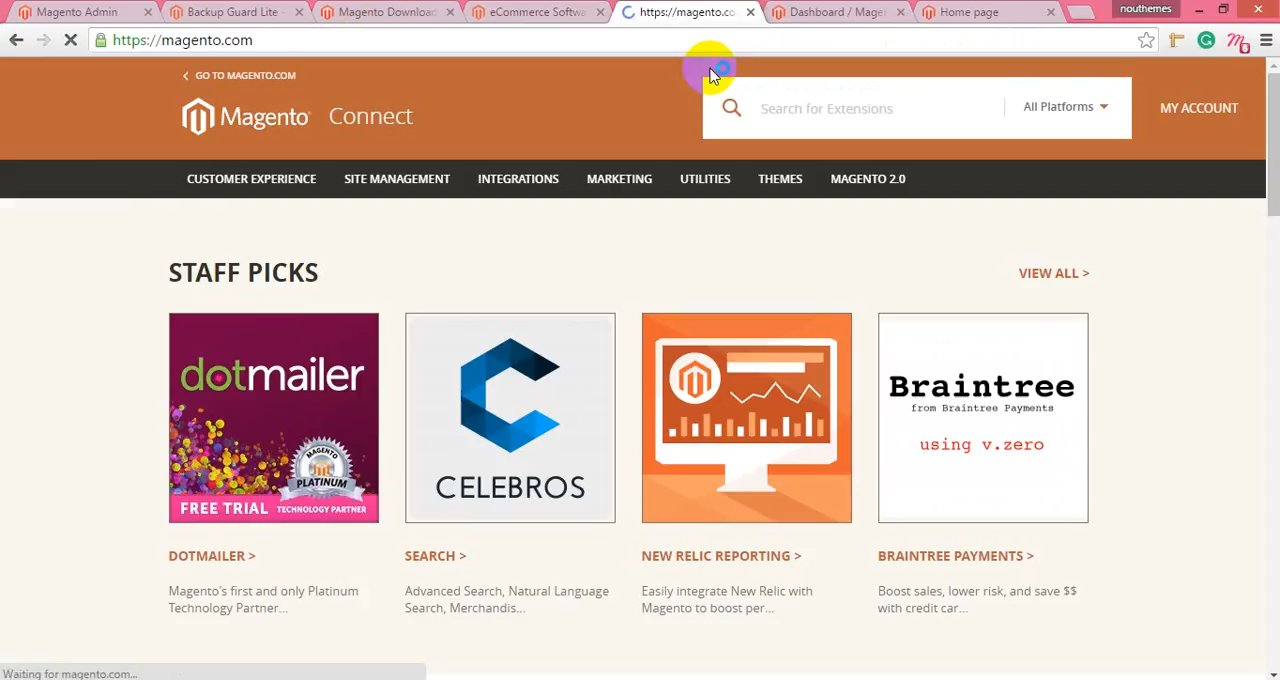 Magento Admin
Backup Guard Lite -
Magento Download
eCommerce Softwa
https://magento.co
Dashboard / Mage
Home page
nouthemes
https://magento.com
GO TO MAGENTO.COM
Magento Connect
Search for Extensions
All Platforms
MY ACCOUNT
CUSTOMER EXPERIENCE
SITE MANAGEMENT
INTEGRATIONS
MARKETING
UTILITIES
THEMES
MAGENTO 2.0
STAFF PICKS
VIEW ALL >
dotmailer
MAGENTO
PLATINUM
FREE TRIAL
TECHNOLOGY PARTNER
CELEBROS
Braintree
from Braintree Payments
using v.zero
DOTMAILER >
SEARCH >
NEW RELIC REPORTING >
BRAINTREE PAYMENTS >
Magento's first and only Platinum
Technology Partner...
Advanced Search, Natural Language
Search, Merchandis...
Easily integrate New Relic with
Magento to boost per...
Boost sales, lower risk, and save $$
with credit car...
Waiting for magento.com...